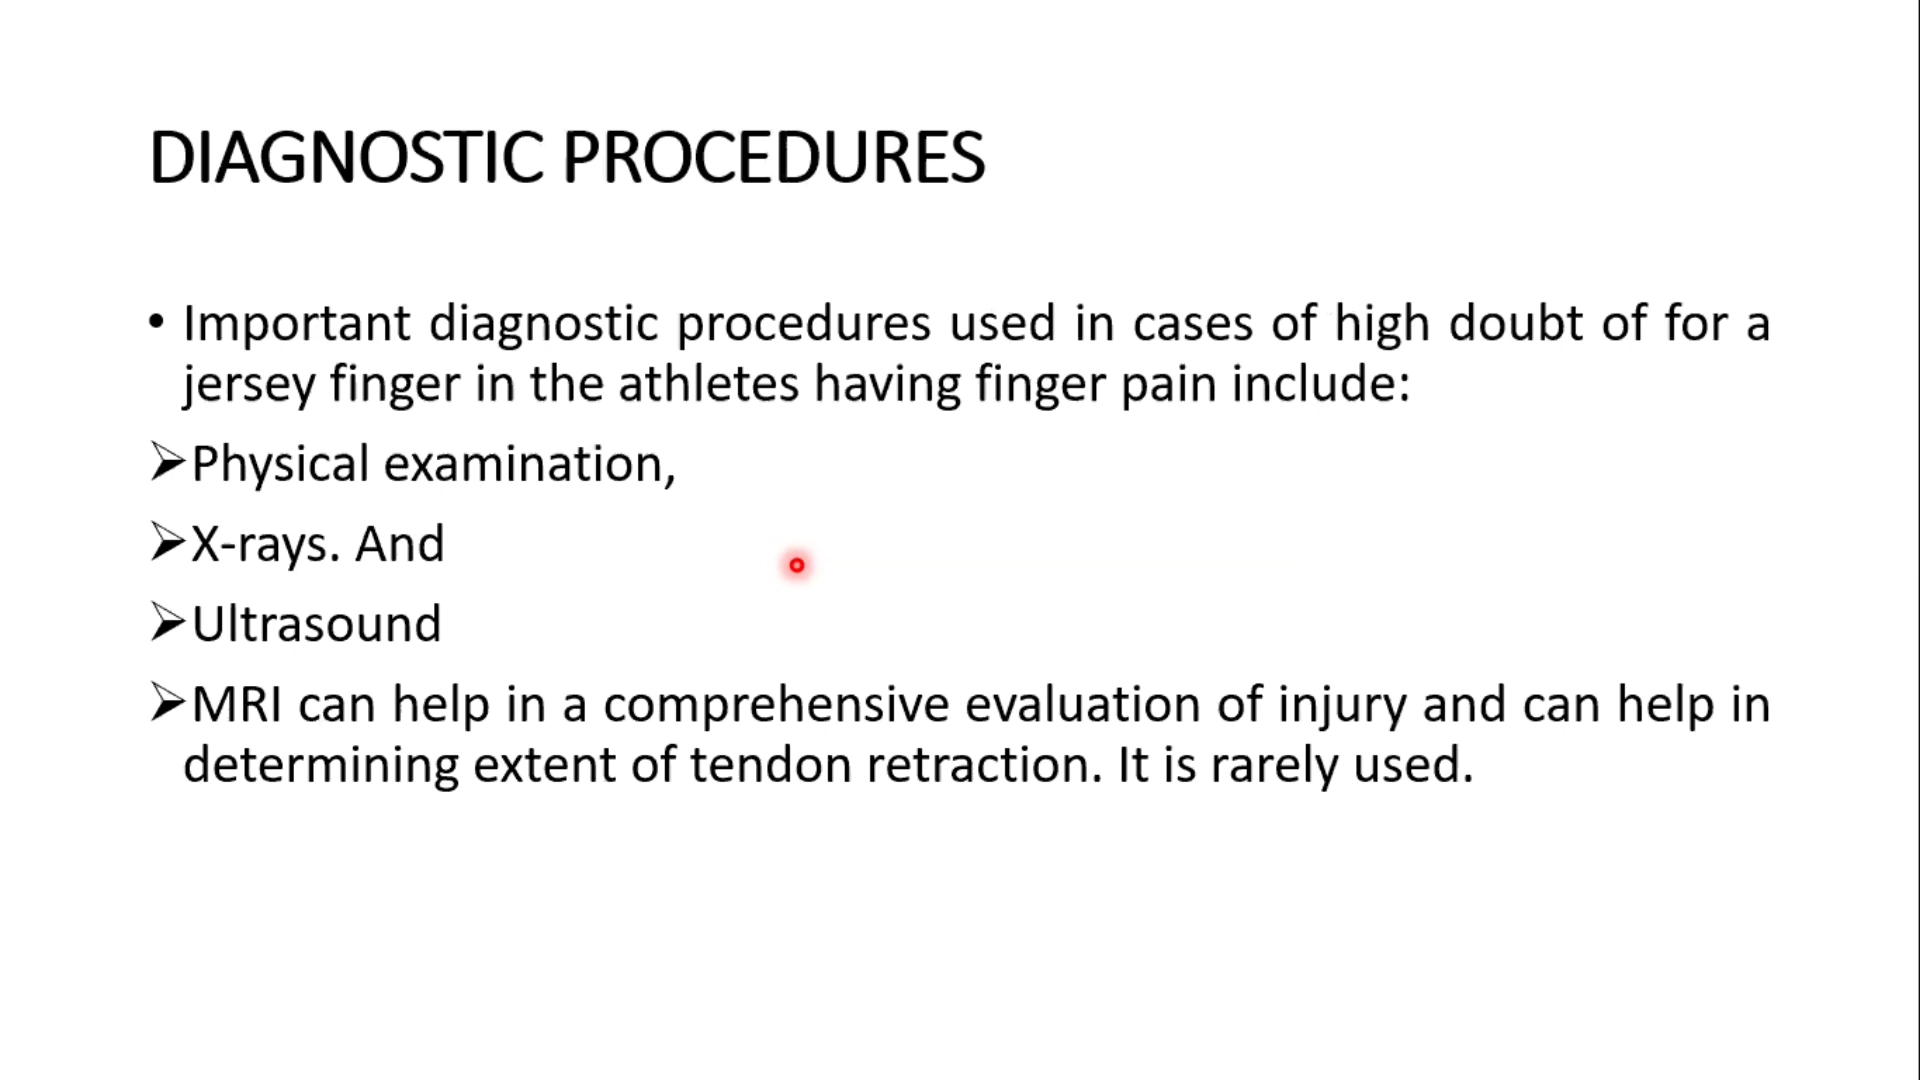 DIAGNOSTIC PROCEDURES
• Important diagnostic procedures used in cases of high doubt of for a
jersey finger in the athletes having finger pain include:
➢Physical examination,
➢X-rays. And
➢Ultrasound
➢MRI can help in a comprehensive evaluation of injury and can help in
determining extent of tendon retraction. It is rarely used.